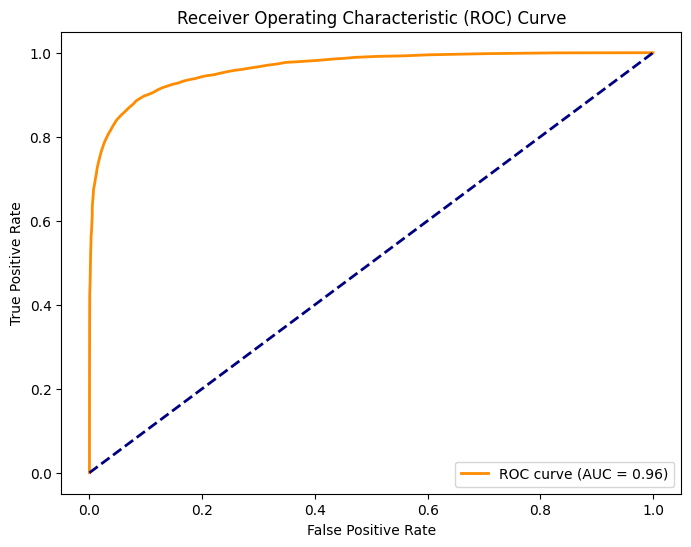 Receiver Operating Characteristic (ROC) Curve
1.0
0.8
0.6
0.4
0.2
0.0
True Positive Rate
ROC curve (AUC = 0.96)
0.0 0.2 0.4 0.6 0.8 1.0
False Positive Rate